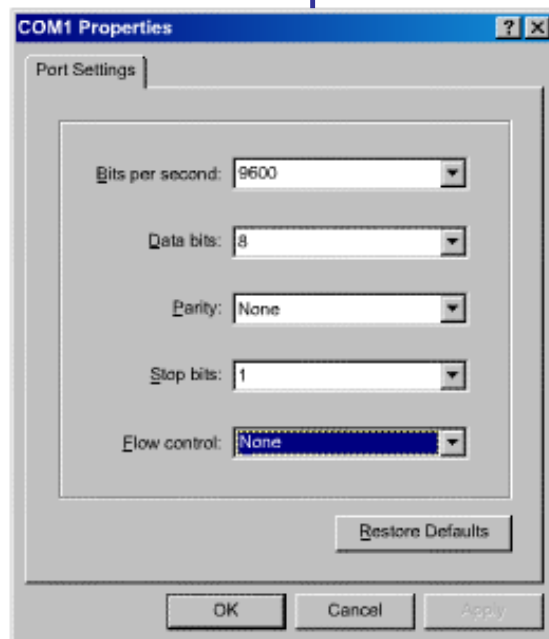 COM1 Properties
Port Settings
Bits per second: 9600
Data bits: 8
Parity: None
Stop bits: 1
Flow control: None
Restore Defaults
OK Cancel Apply